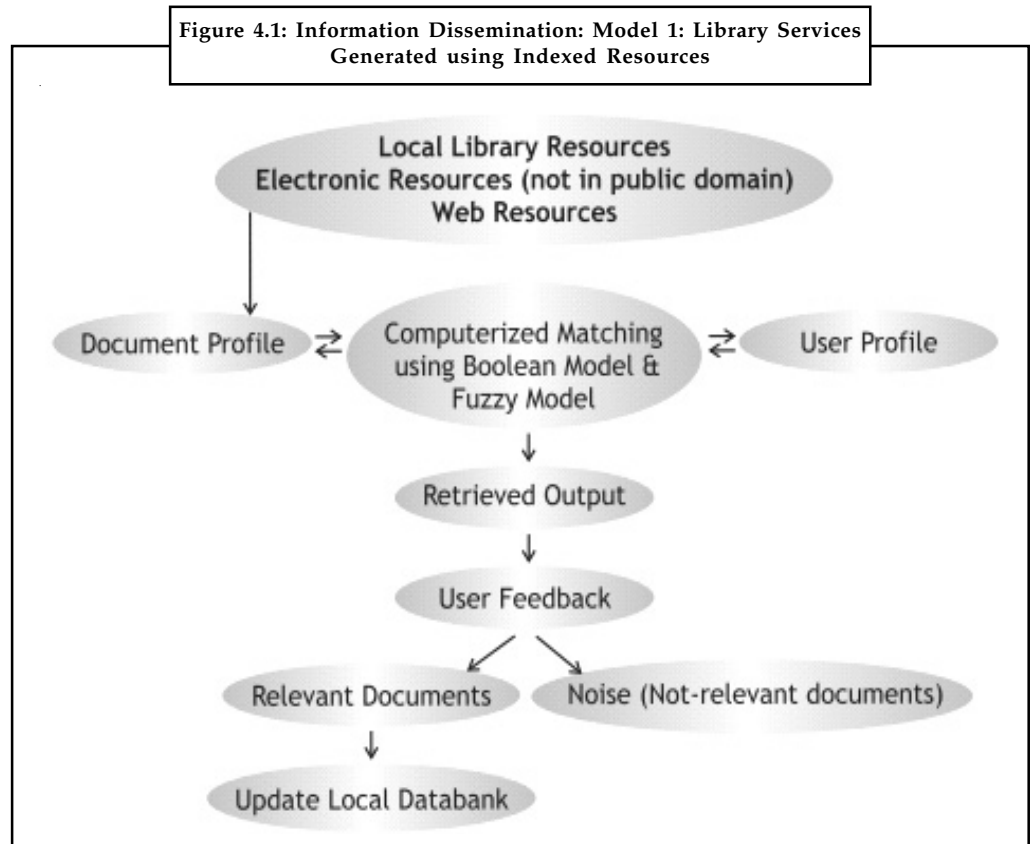 Figure 4.1: Information Dissemination: Model 1: Library Services
Generated using Indexed Resources
Local Library Resources
Electronic Resources (not in public domain)
Web Resources
Document Profile
Computerized Matching
using Boolean Model &
Fuzzy Model
User Profile
Retrieved Output
User Feedback
Relevant Documents
Noise (Not-relevant documents)
Update Local Databank